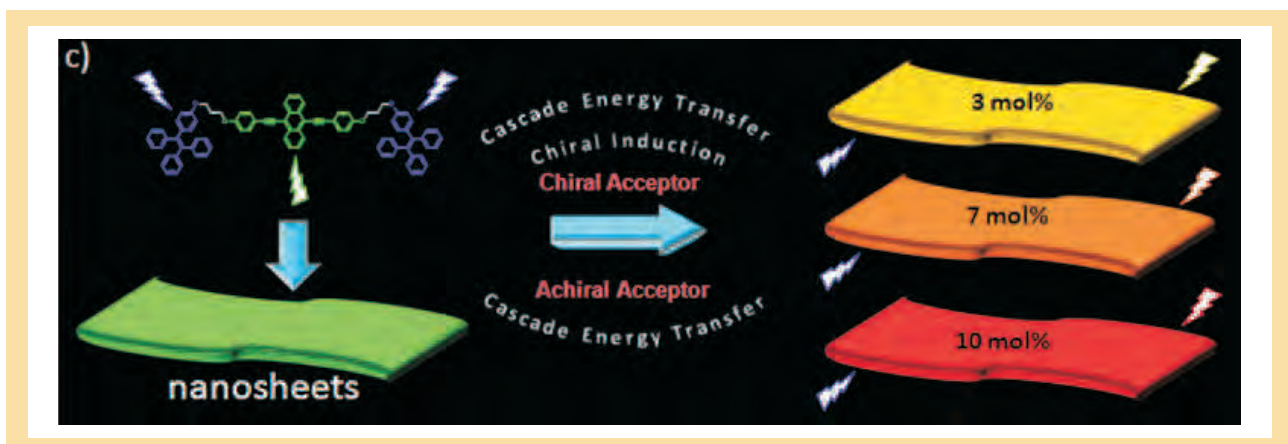 c)
nanosheets
Cascade Energy Transfer
Chiral Induction
Chiral Acceptor
Achiral Acceptor
Cascade Energy Transfer
3 mol%
7 mol%
10 mol%